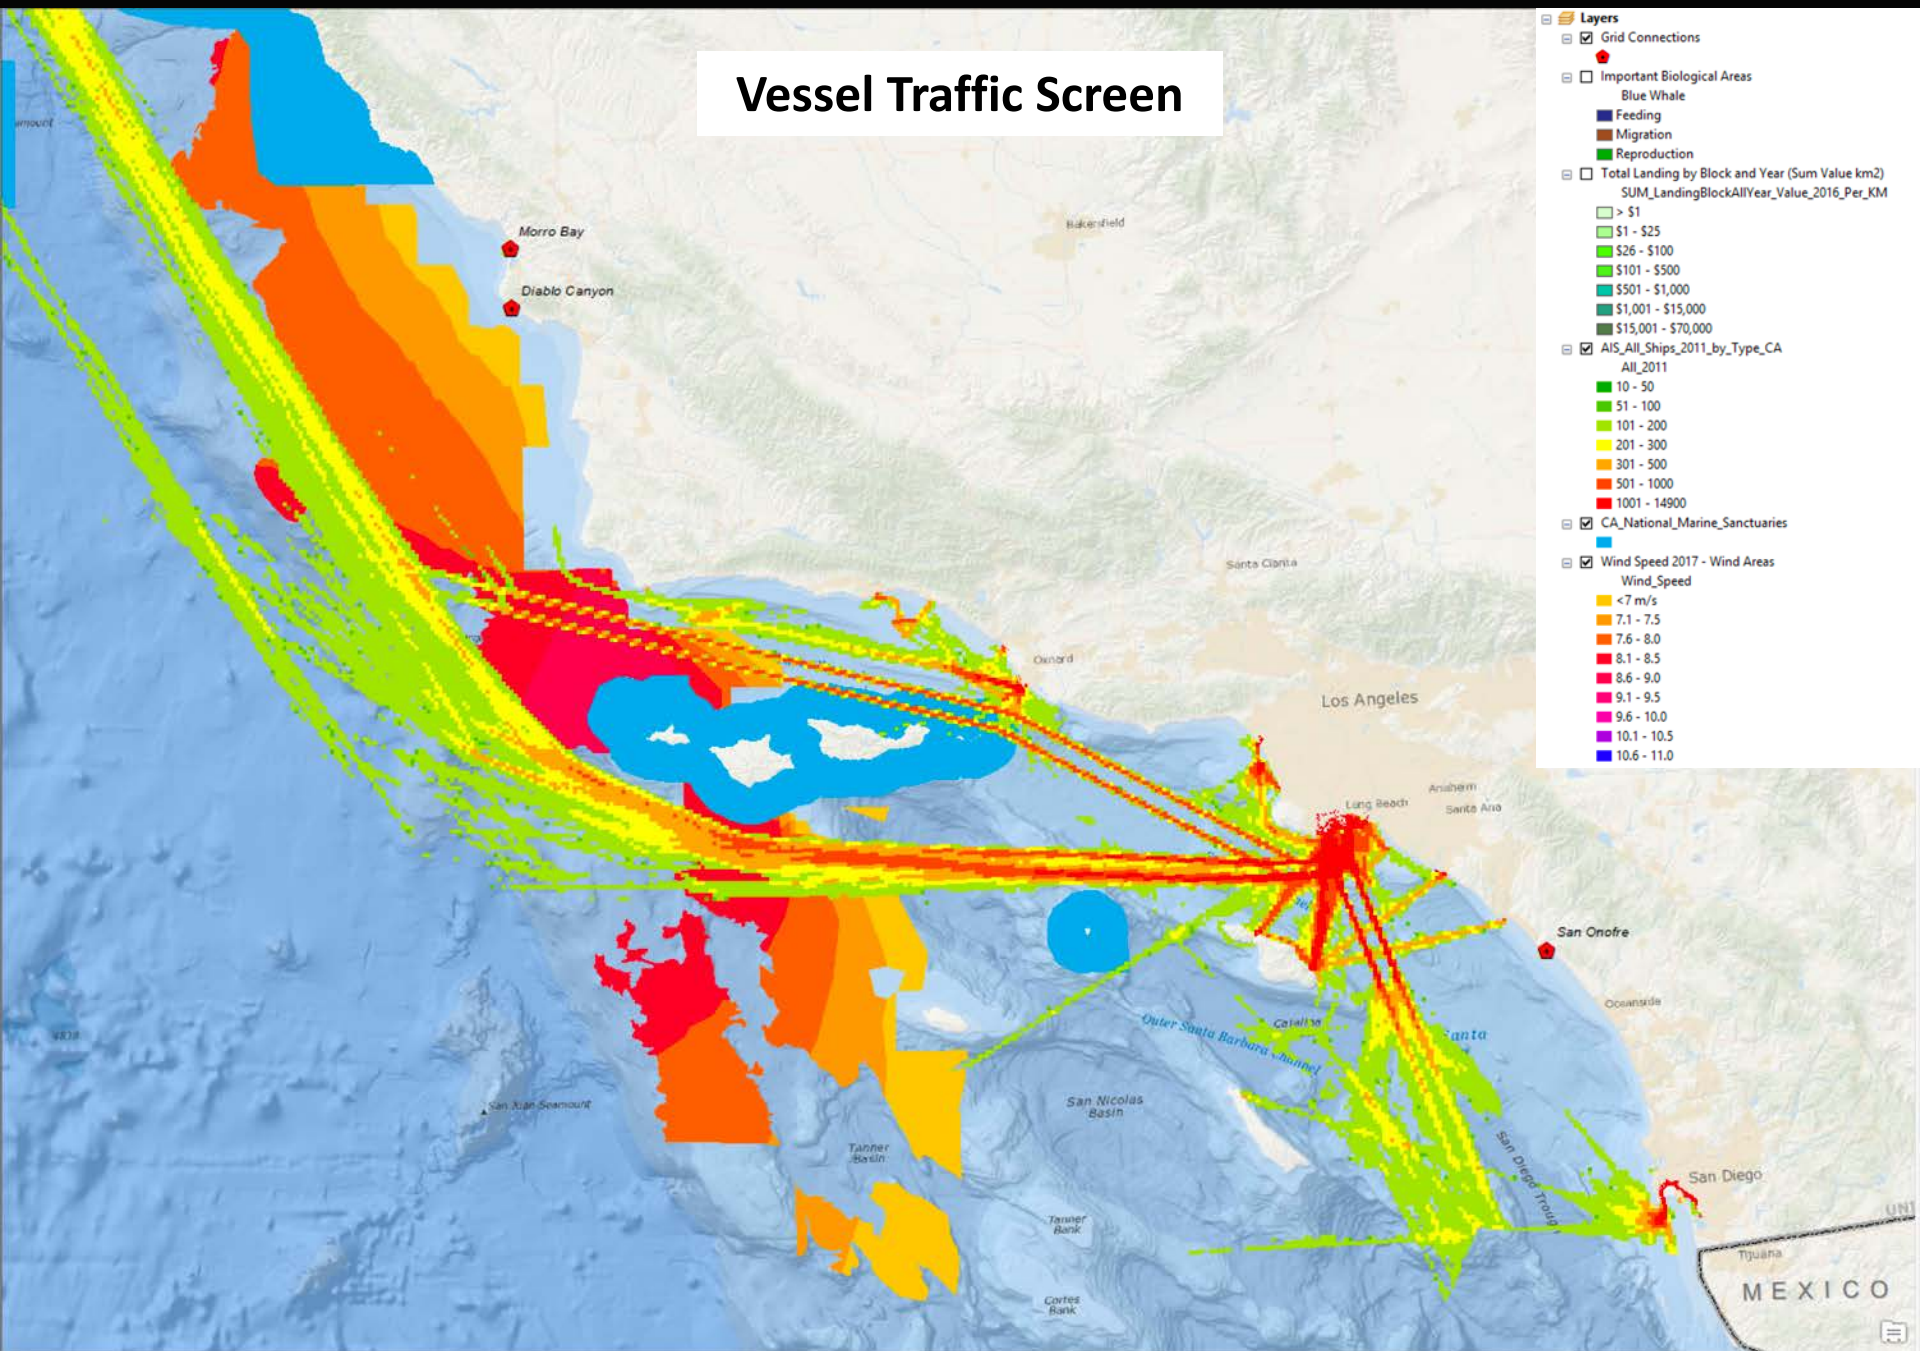 Vessel Traffic Screen
Layers
Grid Connections
Important Biological Areas
Blue Whale
Feeding
Migration
Reproduction
Total Landing by Block and Year (Sum Value km2)
SUM_LandingBlockAllYear_Value_2016_Per_KM
> $1
$1 - $25
$26 - $100
$101 - $500
$501 - $1,000
$1,001 - $15,000
$15,001 - $70,000
AIS_All_Ships_2011_by_Type_CA
All_2011
10 - 50
51 - 100
101 - 200
201 - 300
301 - 500
501 - 1000
1001 - 14900
CA_National_Marine_Sanctuaries
Wind Speed 2017 - Wind Areas
Wind_Speed
<7 m/s
7.1 - 7.5
7.6 - 8.0
8.1 - 8.5
8.6 - 9.0
9.1 - 9.5
9.6 - 10.0
10.1 - 10.5
10.6 - 11.0
Morro Bay
Diablo Canyon
Bakersfield
Santa Clarita
Oxnard
Los Angeles
Anaheim
Long Beach
Santa Ana
San Onofre
Oceanside
Catalina
Outer Santa Barbara Channel
anta
San Juan Seamount
San Nicolas
Basin
Tanner
Basin
San Diego Troug
San Diego
Tanner
Bank
UNI
Tijuana
MEXICO
Cortes
Bank